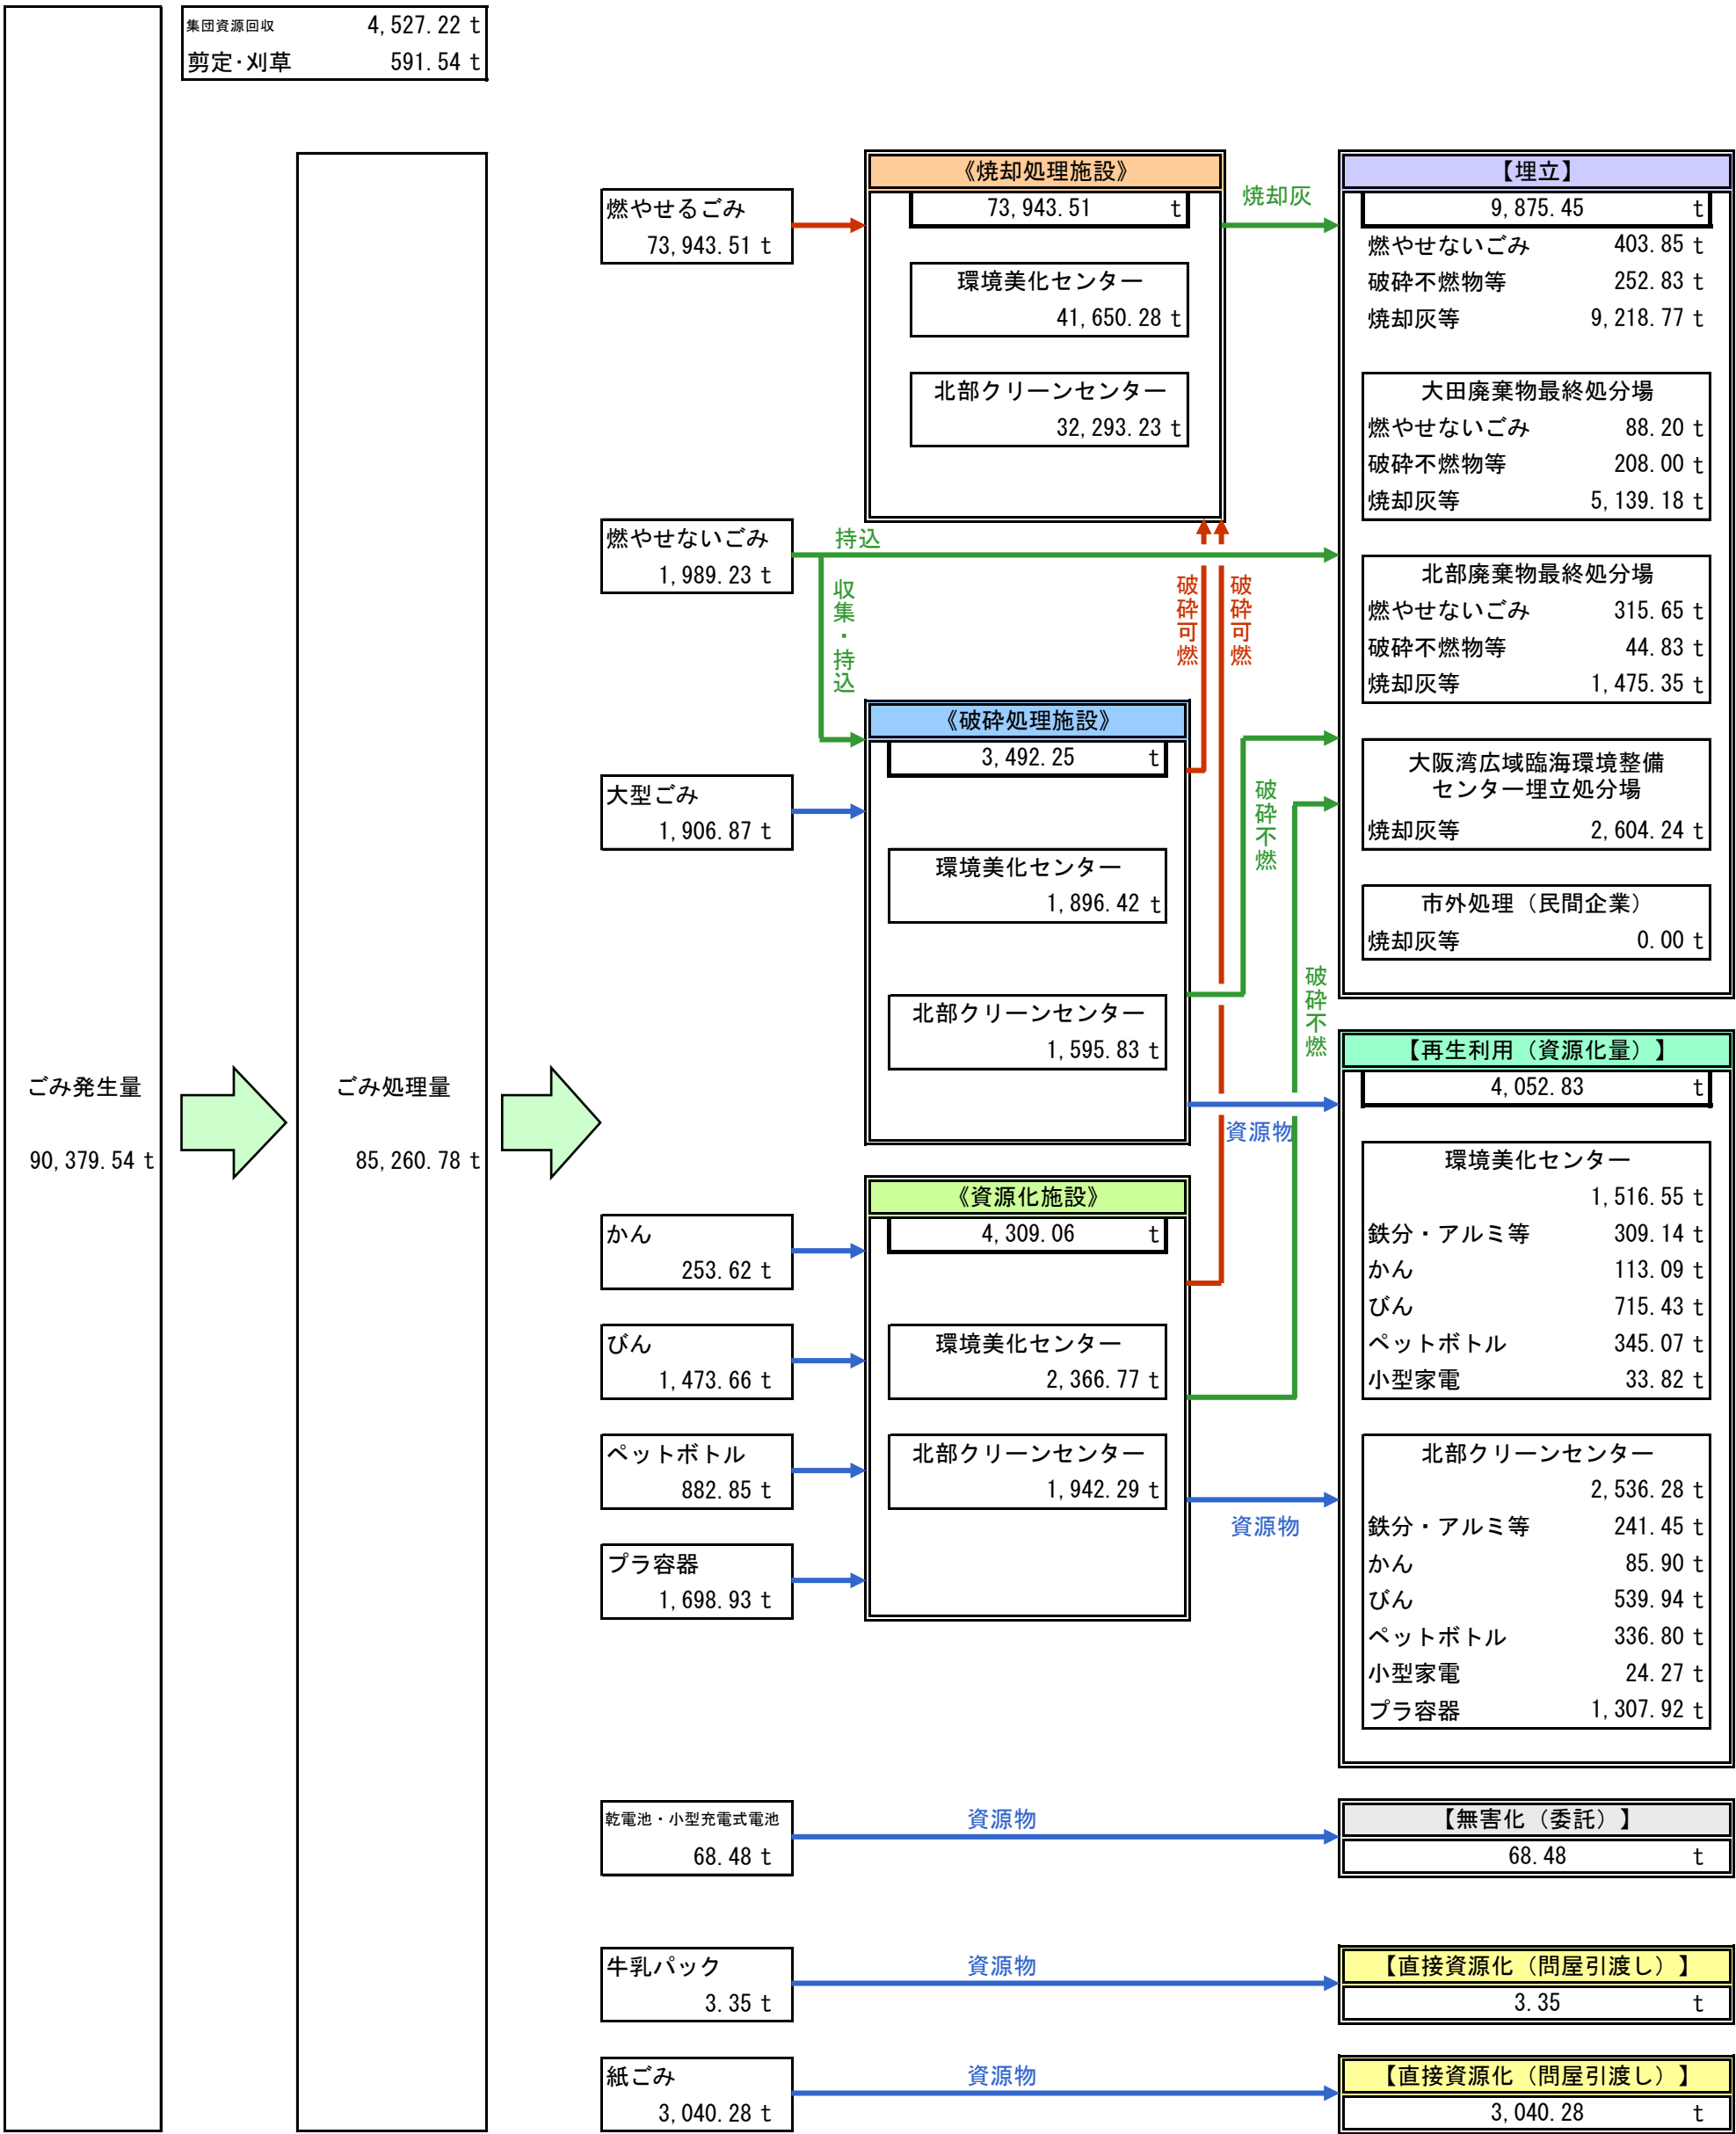 集団資源回収 4,527.22 t
剪定・刈草 591.54 t
ごみ発生量
90,379.54 t
ごみ処理量
85,260.78 t
燃やせるごみ
73,943.51 t
燃やせないごみ
1,989.23 t
持込
収集・持込
大型ごみ
1,906.87 t
かん
253.62 t
びん
1,473.66 t
ペットボトル
882.85 t
プラ容器
1,698.93 t
乾電池・小型充電式電池
68.48 t
牛乳パック
3.35 t
紙ごみ
3,040.28 t
《焼却処理施設》
73,943.51 t
環境美化センター
41,650.28 t
北部クリーンセンター
32,293.23 t
焼却灰
破砕可燃
破砕可燃
《破砕処理施設》
3,492.25 t
環境美化センター
1,896.42 t
北部クリーンセンター
1,595.83 t
破砕不燃
破砕不燃
資源物
《資源化施設》
4,309.06 t
環境美化センター
2,366.77 t
北部クリーンセンター
1,942.29 t
資源物
資源物
資源物
資源物
【埋立】
9,875.45 t
燃やせないごみ 403.85 t
破砕不燃物等 252.83 t
焼却灰等 9,218.77 t
大田廃棄物最終処分場
燃やせないごみ 88.20 t
破砕不燃物等 208.00 t
焼却灰等 5,139.18 t
北部廃棄物最終処分場
燃やせないごみ 315.65 t
破砕不燃物等 44.83 t
焼却灰等 1,475.35 t
大阪湾広域臨海環境整備
センター埋立処分場
焼却灰等 2,604.24 t
市外処理（民間企業）
焼却灰等 0.00 t
【再生利用（資源化量）】
4,052.83 t
環境美化センター
1,516.55 t
鉄分・アルミ等 309.14 t
かん 113.09 t
びん 715.43 t
ペットボトル 345.07 t
小型家電 33.82 t
北部クリーンセンター
2,536.28 t
鉄分・アルミ等 241.45 t
かん 85.90 t
びん 539.94 t
ペットボトル 336.80 t
小型家電 24.27 t
プラ容器 1,307.92 t
【無害化（委託）】
68.48 t
【直接資源化（問屋引渡し）】
3.35 t
【直接資源化（問屋引渡し）】
3,040.28 t